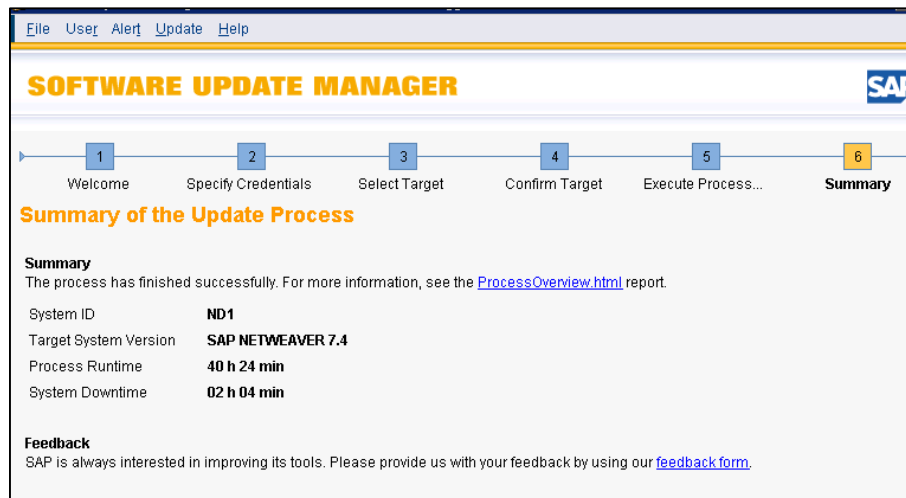 File User Alert Update Help
SOFTWARE UPDATE MANAGER
SAP
1 2 3 4 5 6
Welcome Specify Credentials Select Target Confirm Target Execute Process... Summary
Summary of the Update Process
Summary
The process has finished successfully. For more information, see the ProcessOverview.html report.
System ID ND1
Target System Version SAP NETWEAVER 7.4
Process Runtime 40 h 24 min
System Downtime 02 h 04 min
Feedback
SAP is always interested in improving its tools. Please provide us with your feedback by using our feedback form.